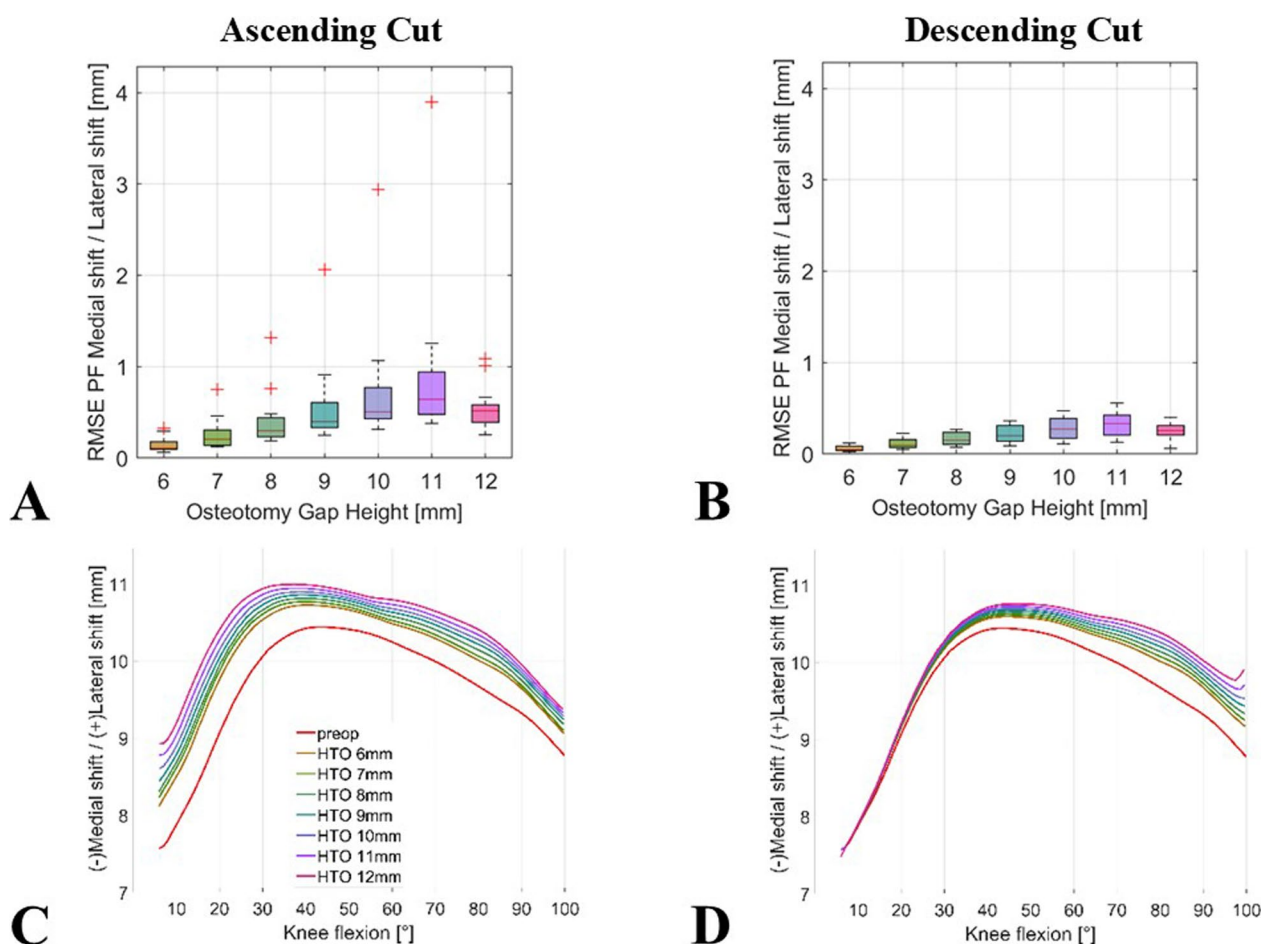 Ascending Cut
RMSE PF Medial shift / Lateral shift [mm]
4
3
2
1
0
6 7 8 9 10 11 12
Osteotomy Gap Height [mm]
A
Descending Cut
RMSE PF Medial shift / Lateral shift [mm]
4
3
2
1
0
6 7 8 9 10 11 12
Osteotomy Gap Height [mm]
B
(-)Medial shift / (+)Lateral shift [mm]
11
10
9
8
7
preop
HTO 6mm
HTO 7mm
HTO 8mm
HTO 9mm
HTO 10mm
HTO 11mm
HTO 12mm
10 20 30 40 50 60 70 80 90 100
Knee flexion [°]
C
(-)Medial shift / (+)Lateral shift [mm]
11
10
9
8
7
10 20 30 40 50 60 70 80 90 100
Knee flexion [°]
D